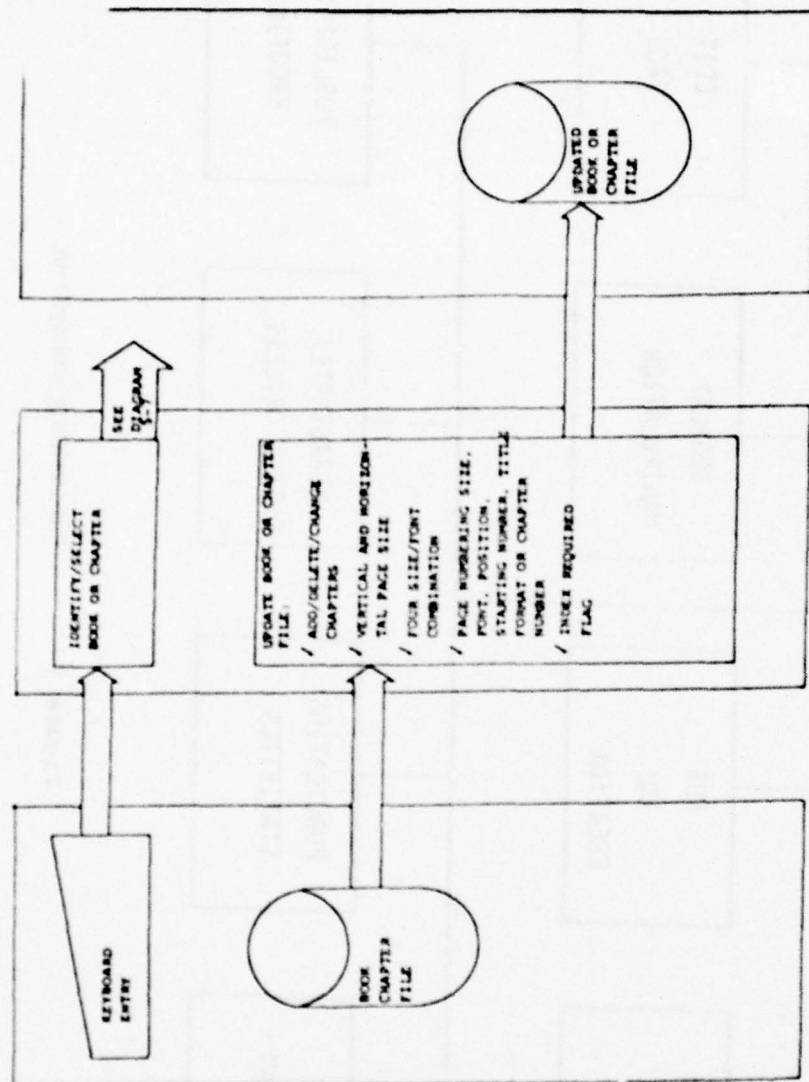 KEYBOARD
ENTRY
BOOK
CHAPTER
FILE
IDENTIFY/SELECT
BOOK OR CHAPTER
SEE
DIAGRAM
5-7
UPDATE BOOK OR CHAPTER
FILE:
✓ ADD/DELETE/CHANGE
CHAPTERS
✓ VERTICAL AND HORIZON-
TAL PAGE SIZE
✓ FOUR SIZE/FONT
COMBINATION
✓ PAGE NUMBERING SIZE,
FONT, POSITION,
STARTING NUMBER, TITLE
FORMAT OR CHAPTER
NUMBER
✓ INDEX REQUIRED
FLAG
UPDATED
BOOK OR
CHAPTER
FILE